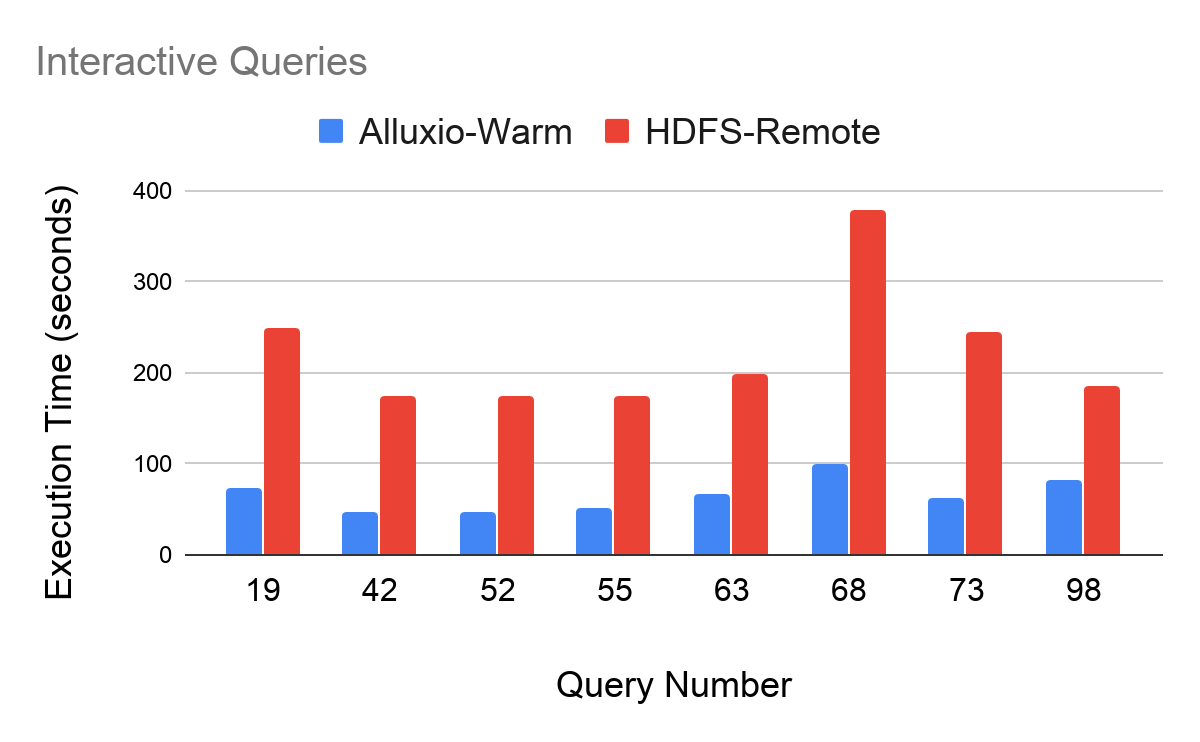 Interactive Queries
Alluxio-Warm HDFS-Remote
Execution Time (seconds)
400
300
200
100
0
19 42 52 55 63 68 73 98
Query Number